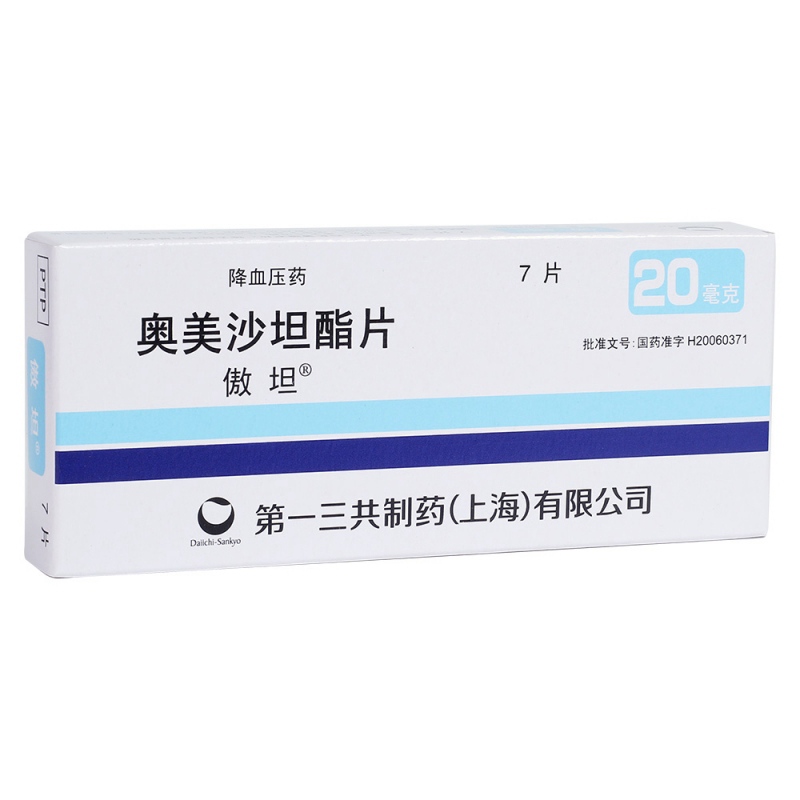 降血压药
7 片
20毫克
奥美沙坦酯片
批准文号:国药准字 H20060371
傲 坦®
Daiichi-Sankyo
第一三共制药(上海)有限公司
PTP
傲 坦®
7 片